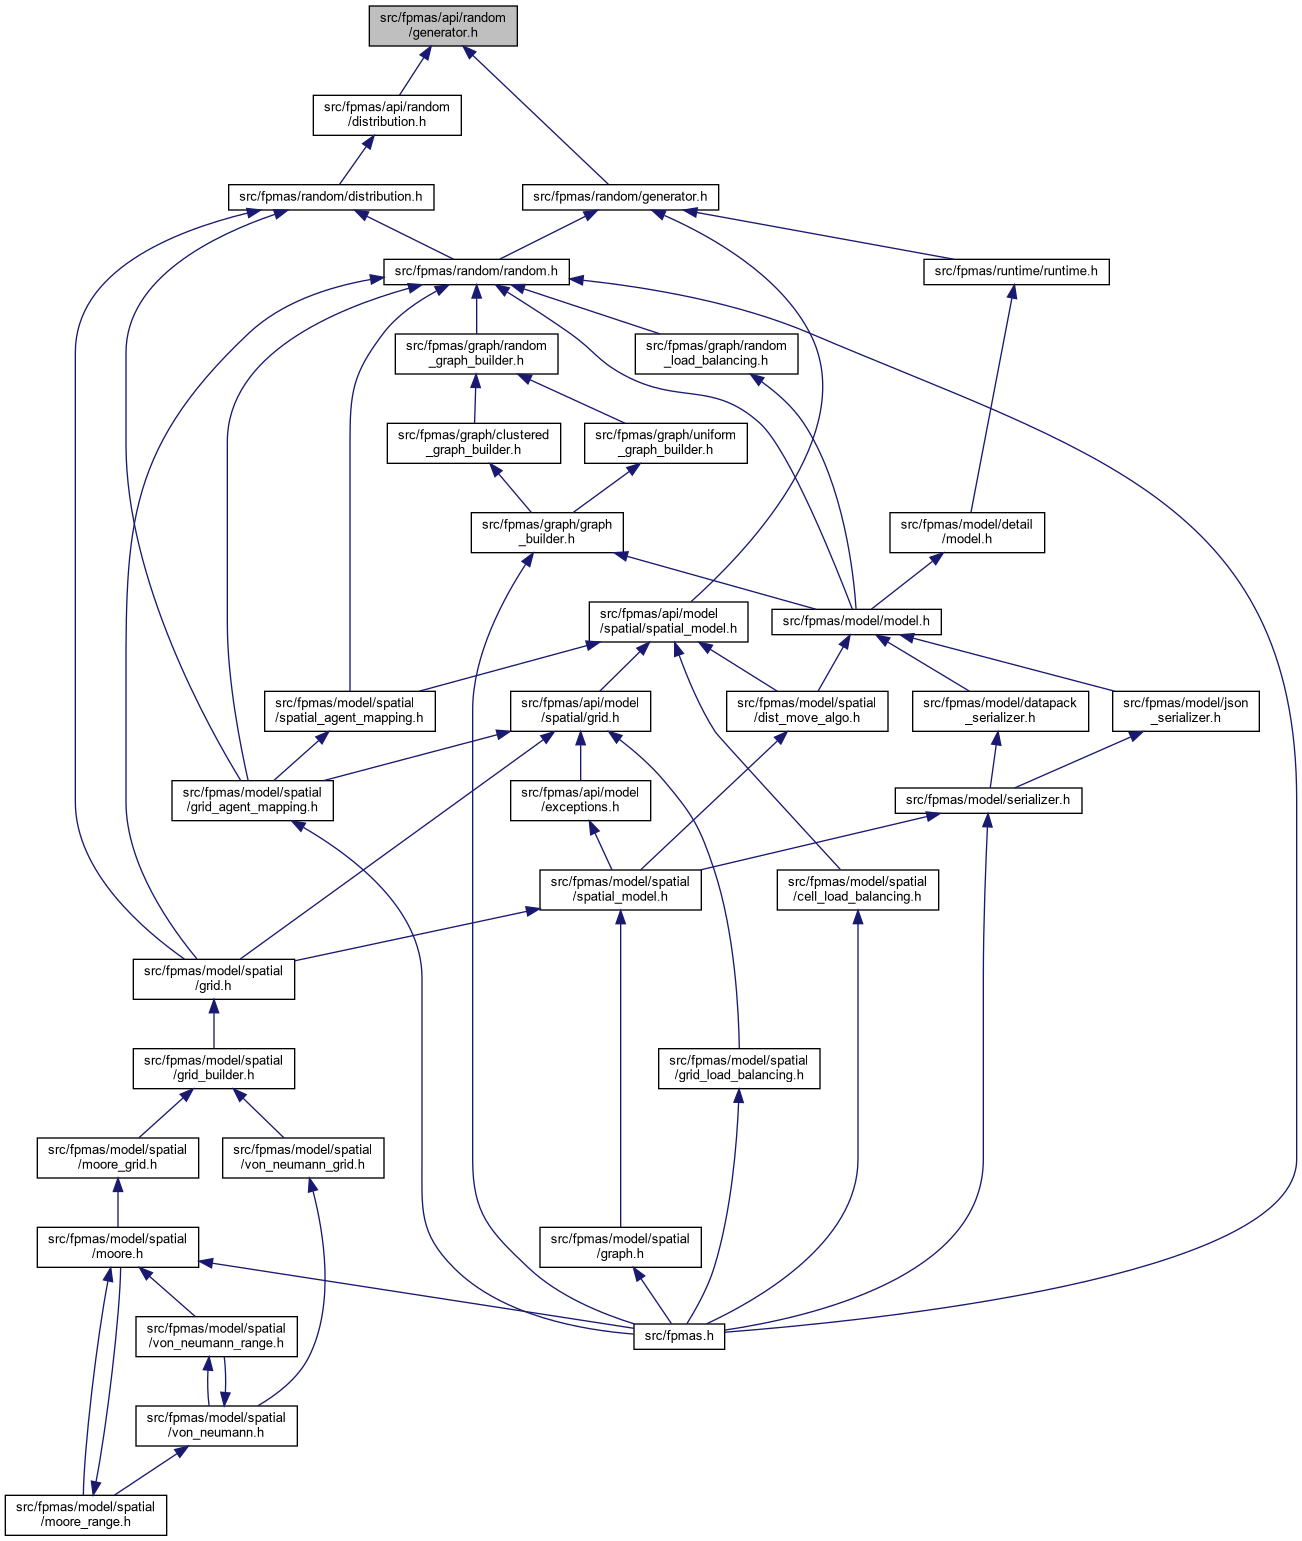 src/fpmas/api/random
/generator.h
src/fpmas/api/random
/distribution.h
src/fpmas/random/distribution.h
src/fpmas/random/generator.h
src/fpmas/random/random.h
src/fpmas/runtime/runtime.h
src/fpmas/graph/random
_graph_builder.h
src/fpmas/graph/random
_load_balancing.h
src/fpmas/graph/clustered
_graph_builder.h
src/fpmas/graph/uniform
_graph_builder.h
src/fpmas/graph/graph
_builder.h
src/fpmas/model/detail
/model.h
src/fpmas/api/model
/spatial/spatial_model.h
src/fpmas/model/model.h
src/fpmas/model/spatial
/spatial_agent_mapping.h
src/fpmas/api/model
/spatial/grid.h
src/fpmas/model/spatial
/dist_move_algo.h
src/fpmas/model/datapack
_serializer.h
src/fpmas/model/json
_serializer.h
src/fpmas/model/spatial
/grid_agent_mapping.h
src/fpmas/api/model
/exceptions.h
src/fpmas/model/serializer.h
src/fpmas/model/spatial
/spatial_model.h
src/fpmas/model/spatial
/cell_load_balancing.h
src/fpmas/model/spatial
/grid.h
src/fpmas/model/spatial
/grid_builder.h
src/fpmas/model/spatial
/grid_load_balancing.h
src/fpmas/model/spatial
/moore_grid.h
src/fpmas/model/spatial
/von_neumann_grid.h
src/fpmas/model/spatial
/moore.h
src/fpmas/model/spatial
/graph.h
src/fpmas/model/spatial
/von_neumann_range.h
src/fpmas.h
src/fpmas/model/spatial
/von_neumann.h
src/fpmas/model/spatial
/moore_range.h